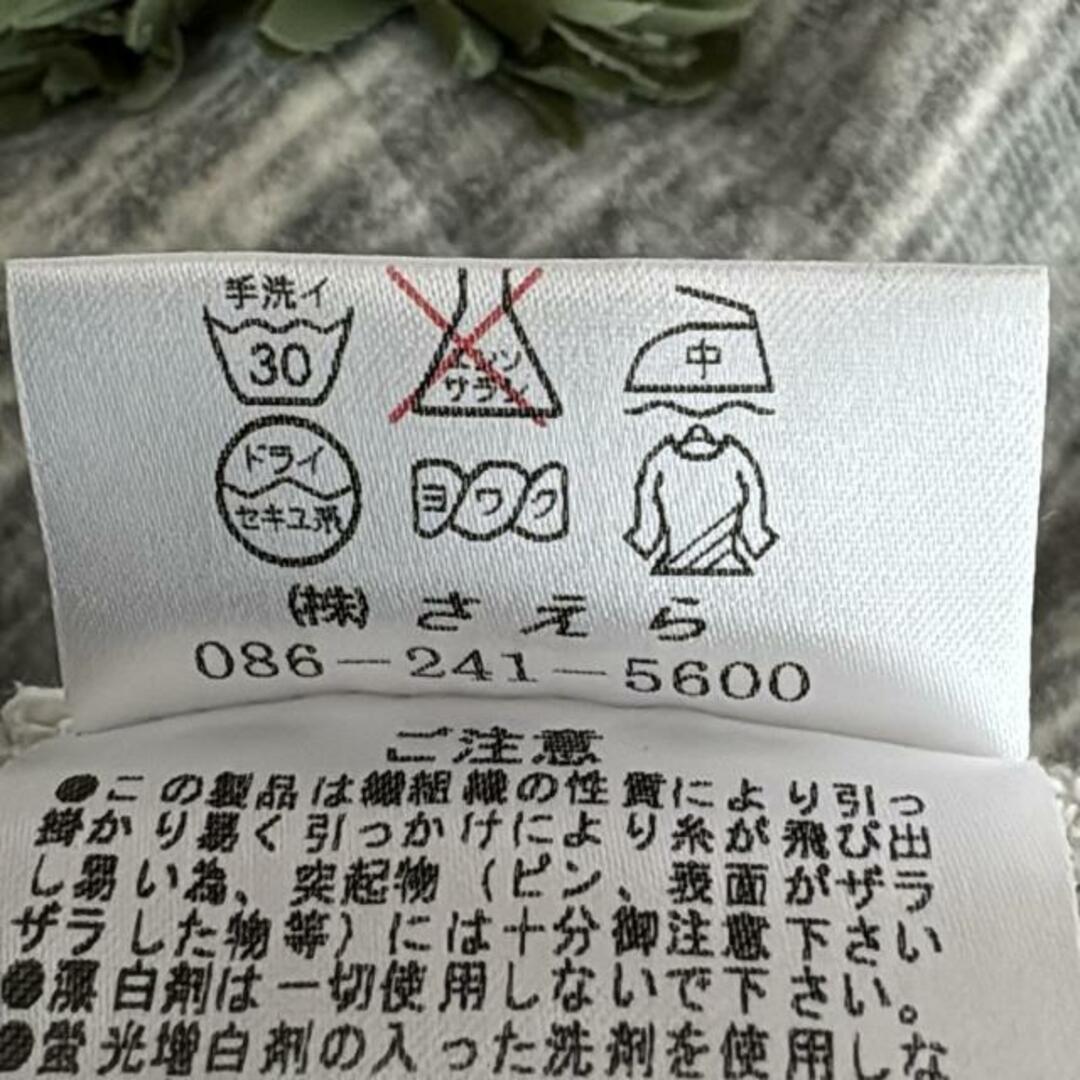 手洗イ
30
エンソ
サラシ
中
ドライ
セキユ系
ヨワク
(株)さえら
086-241-5600
ご注意
●この製品は繊組織の性質により引っ
掛かり易く引っかけにより糸が飛び出
し易い為、突起物（ピン、表面がザラ
ザラした物等）には十分御注意下さい
●漂白剤は一切使用しないで下さい。
●蛍光増白剤の入った洗剤を使用しな